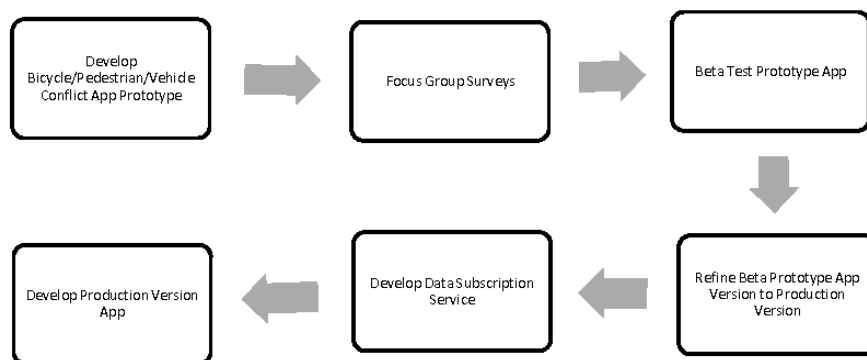 Develop
Bicycle/Pedestrian/Vehicle
Conflict App Prototype
Focus Group Surveys
Beta Test Prototype App
Refine Beta Prototype App
Version to Production
Version
Develop Data Subscription
Service
Develop Production Version
App